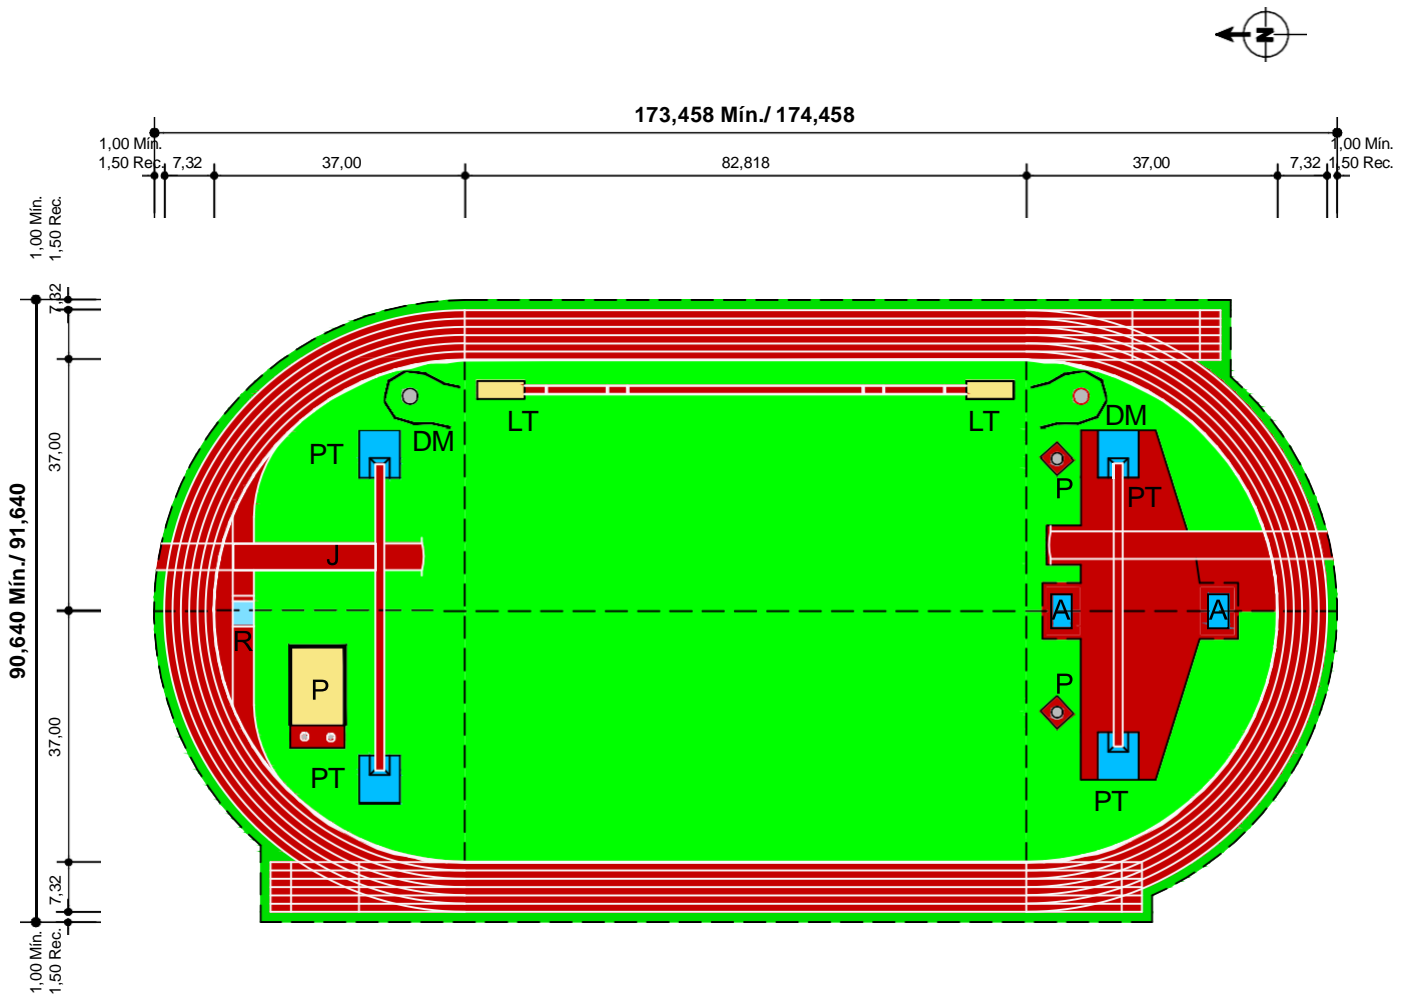 N
173,458 Mín./ 174,458
1,00 Mín.
1,50 Rec.
7,32
37,00
82,818
37,00
7,32
1,00 Mín.
1,50 Rec.
1,00 Mín.
1,50 Rec.
7,32
37,00
90,640 Mín./ 91,640
37,00
7,32
1,00 Mín.
1,50 Rec.
DM
LT
LT
DM
PT
P
PT
J
A
A
R
P
P
PT
PT